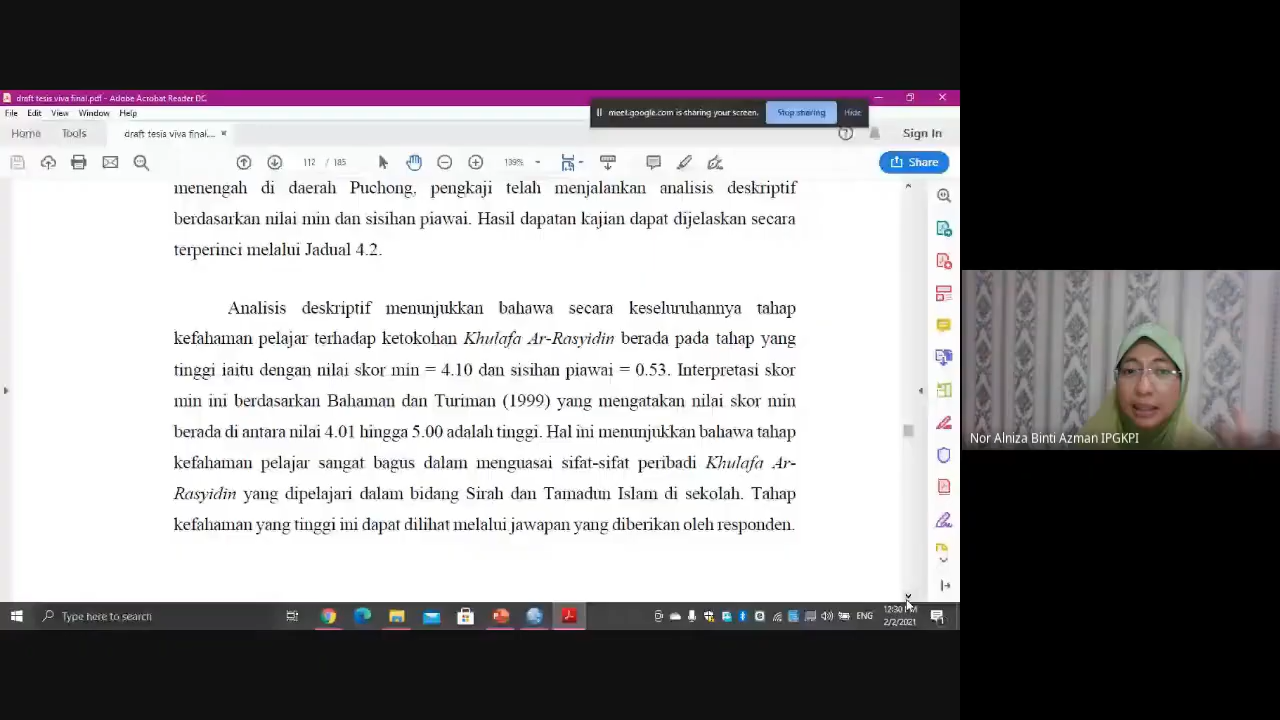 draft tesis viva final.pdf - Adobe Acrobat Reader DC
File Edit View Window Help
meet.google.com is sharing your screen. Stop sharing Hide
Home Tools draft tesis viva final.... × Sign In
112 / 185 139% Share
menengah di daerah Puchong, pengkaji telah menjalankan analisis deskriptif
berdasarkan nilai min dan sisihan piawai. Hasil dapatan kajian dapat dijelaskan secara
terperinci melalui Jadual 4.2.
Analisis deskriptif menunjukkan bahawa secara keseluruhannya tahap
kefahaman pelajar terhadap ketokohan Khulafa Ar-Rasyidin berada pada tahap yang
tinggi iaitu dengan nilai skor min = 4.10 dan sisihan piawai = 0.53. Interpretasi skor
min ini berdasarkan Bahaman dan Turiman (1999) yang mengatakan nilai skor min
berada di antara nilai 4.01 hingga 5.00 adalah tinggi. Hal ini menunjukkan bahawa tahap
kefahaman pelajar sangat bagus dalam menguasai sifat-sifat peribadi Khulafa Ar-
Rasyidin yang dipelajari dalam bidang Sirah dan Tamadun Islam di sekolah. Tahap
kefahaman yang tinggi ini dapat dilihat melalui jawapan yang diberikan oleh responden.
Nor Alniza Binti Azman IPGKPI
Type here to search
ENG
12:30 PM
2/2/2021